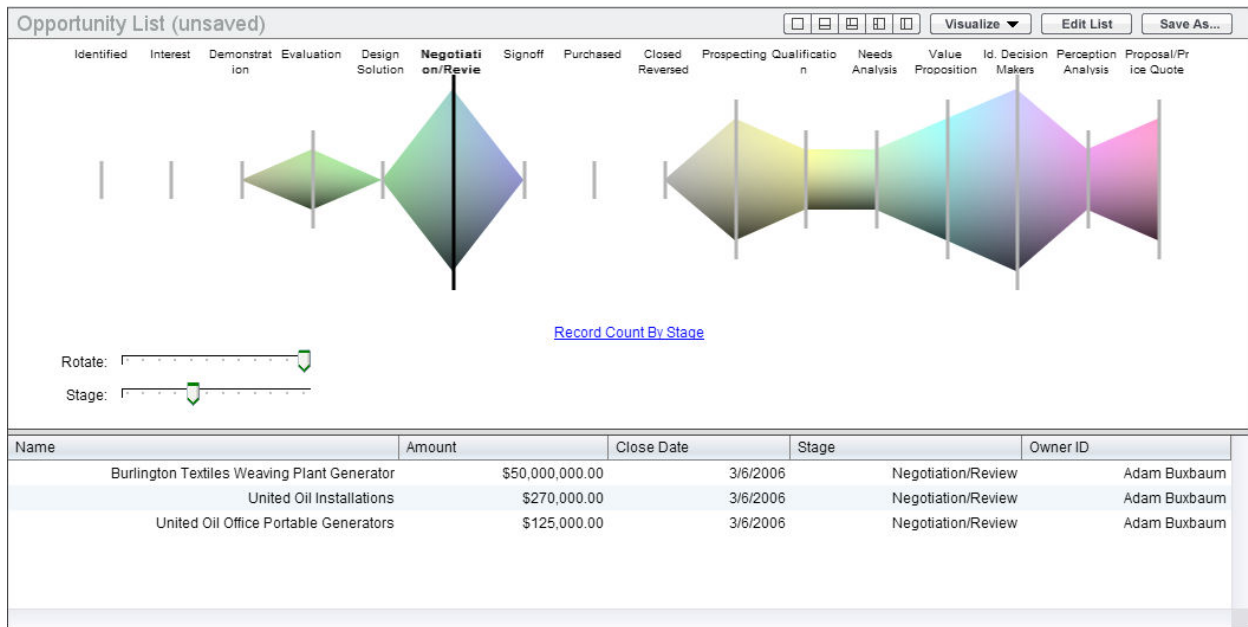 Opportunity List (unsaved)
Visualize ▼
Edit List
Save As...
Identified
Interest
Demonstrat
ion
Evaluation
Design
Solution
Negotiati
on/Revie
Signoff
Purchased
Closed
Reversed
Prospecting
Qualificatio
n
Needs
Analysis
Value
Proposition
Id. Decision
Makers
Perception
Analysis
Proposal/Pr
ice Quote
Record Count By Stage
Rotate:
Stage:
Name Amount Close Date Stage Owner ID
Burlington Textiles Weaving Plant Generator $50,000,000.00 3/6/2006 Negotiation/Review Adam Buxbaum
United Oil Installations $270,000.00 3/6/2006 Negotiation/Review Adam Buxbaum
United Oil Office Portable Generators $125,000.00 3/6/2006 Negotiation/Review Adam Buxbaum